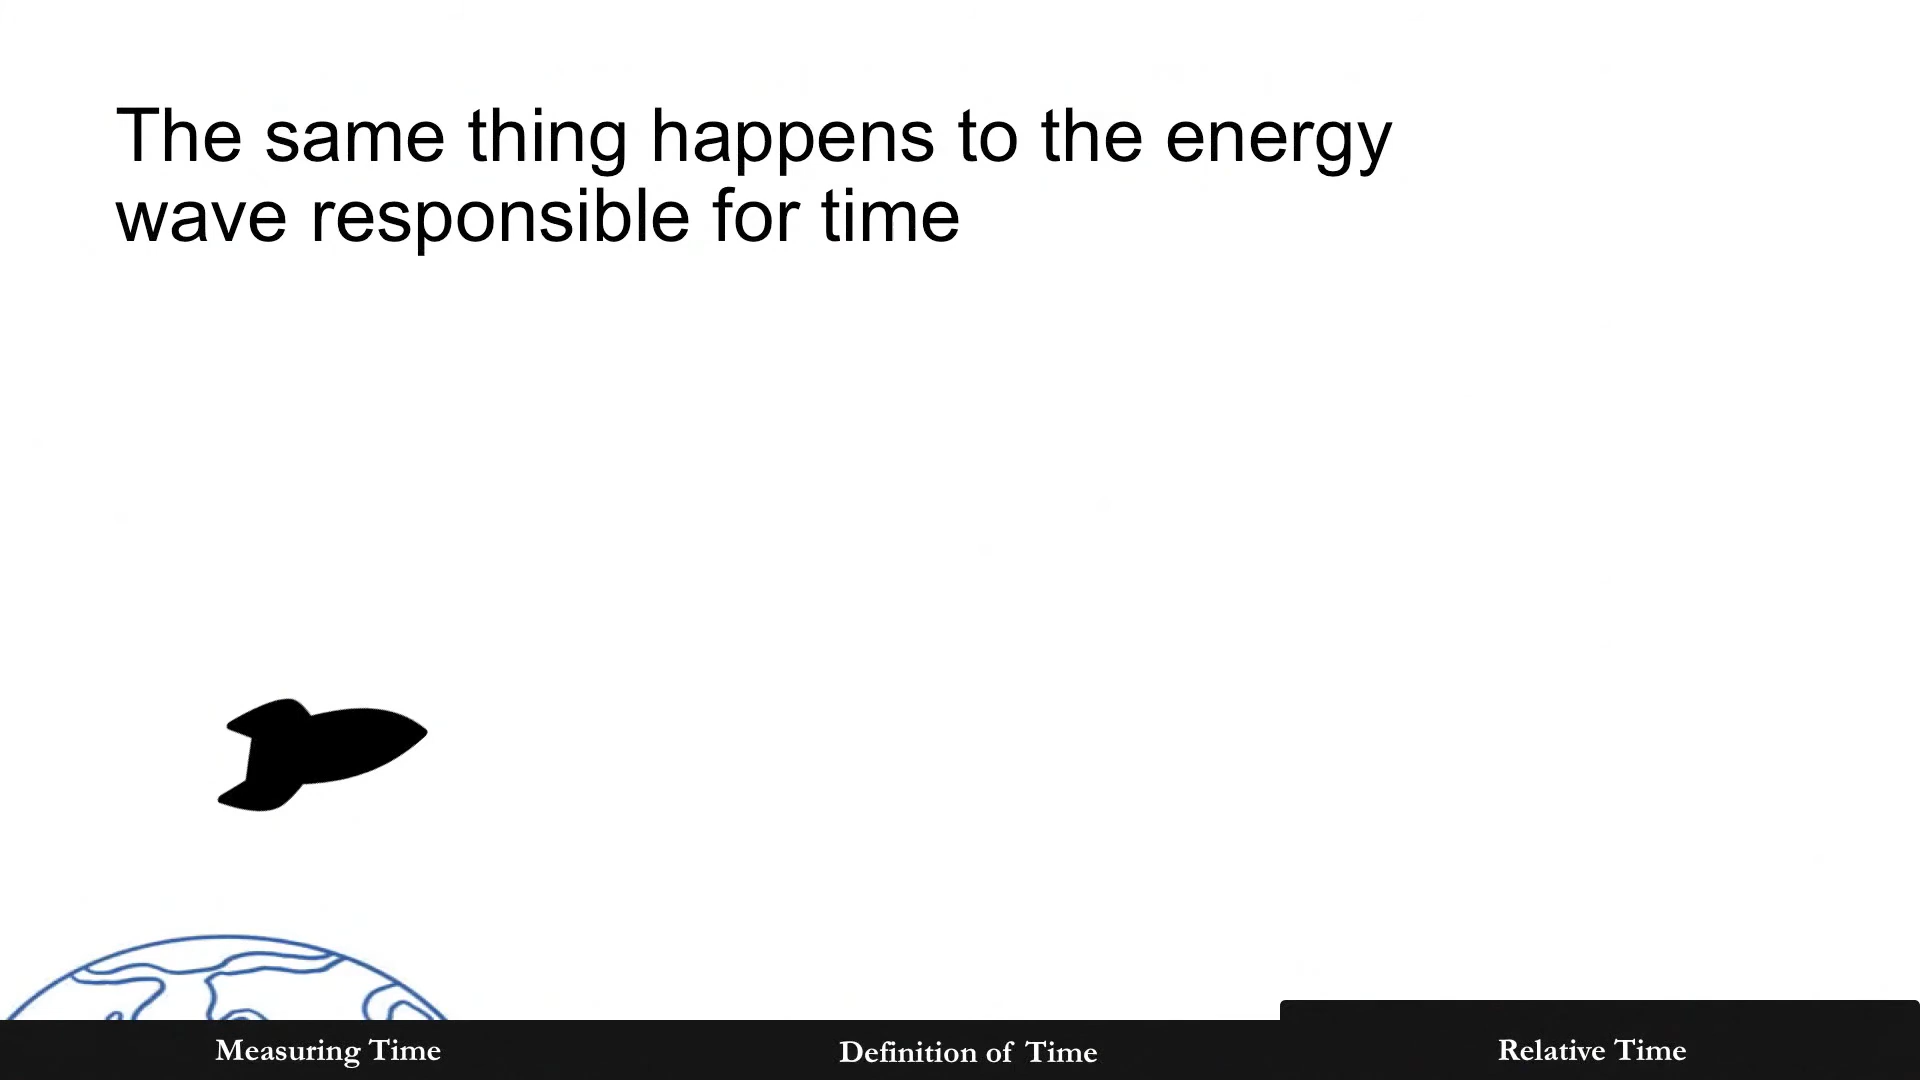 The same thing happens to the energy
wave responsible for time
Measuring Time
Definition of Time
Relative Time